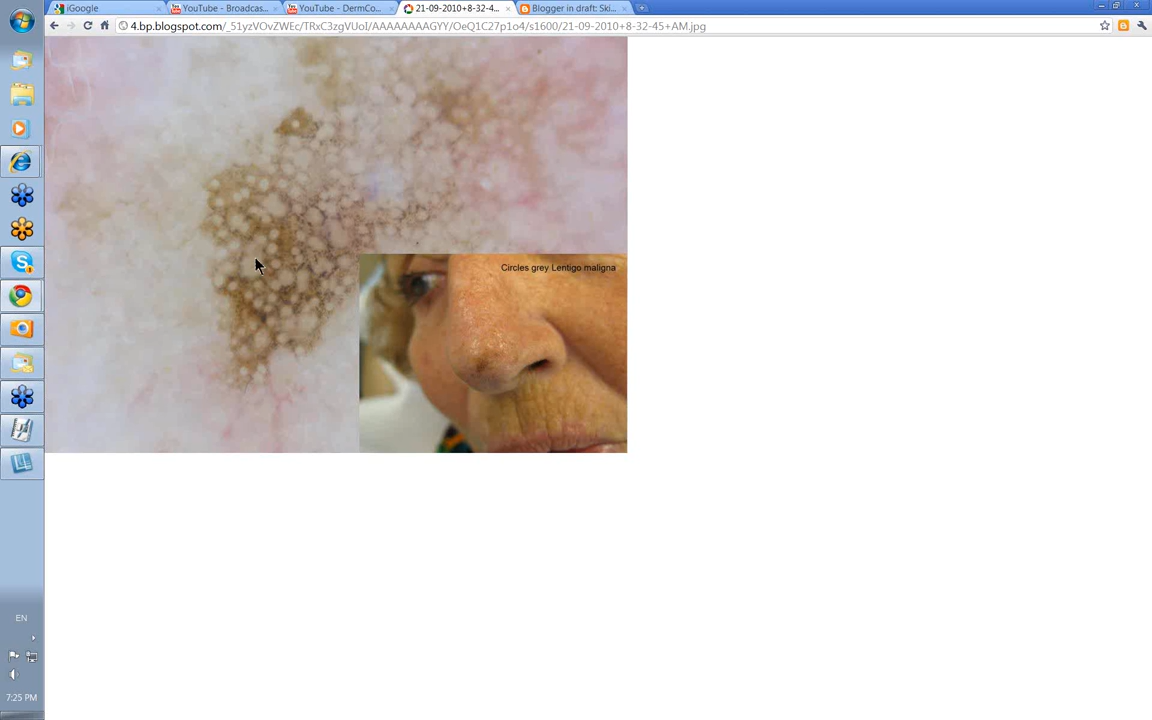 iGoogle
YouTube - Broadcas...
YouTube - DermCo...
21-09-2010+8-32-4...
Blogger in draft: Ski...
4.bp.blogspot.com/_51yzVOvZWEc/TRxC3zgVUoI/AAAAAAAAGYY/OeQ1C27p1o4/s1600/21-09-2010+8-32-45+AM.jpg
Circles grey Lentigo maligna
EN
7:25 PM